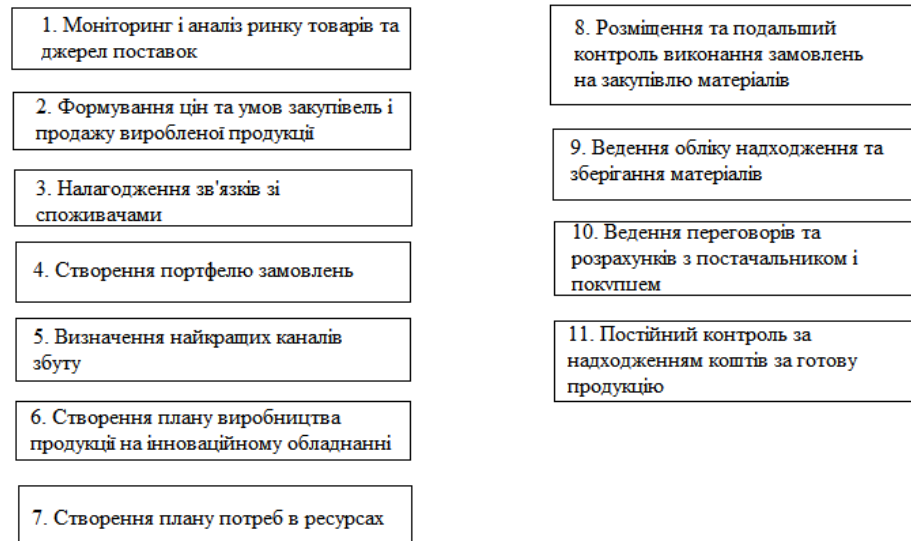 1. Моніторинг і аналіз ринку товарів та
джерел поставок
2. Формування цін та умов закупівель і
продажу виробленої продукції
3. Налагодження зв'язків зі
споживачами
4. Створення портфелю замовлень
5. Визначення найкращих каналів
збуту
6. Створення плану виробництва
продукції на інноваційному обладнанні
7. Створення плану потреб в ресурсах
8. Розміщення та подальший
контроль виконання замовлень
на закупівлю матеріалів
9. Ведення обліку надходження та
зберігання матеріалів
10. Ведення переговорів та
розрахунків з постачальником і
покупцем
11. Постійний контроль за
надходженням коштів за готову
продукцію